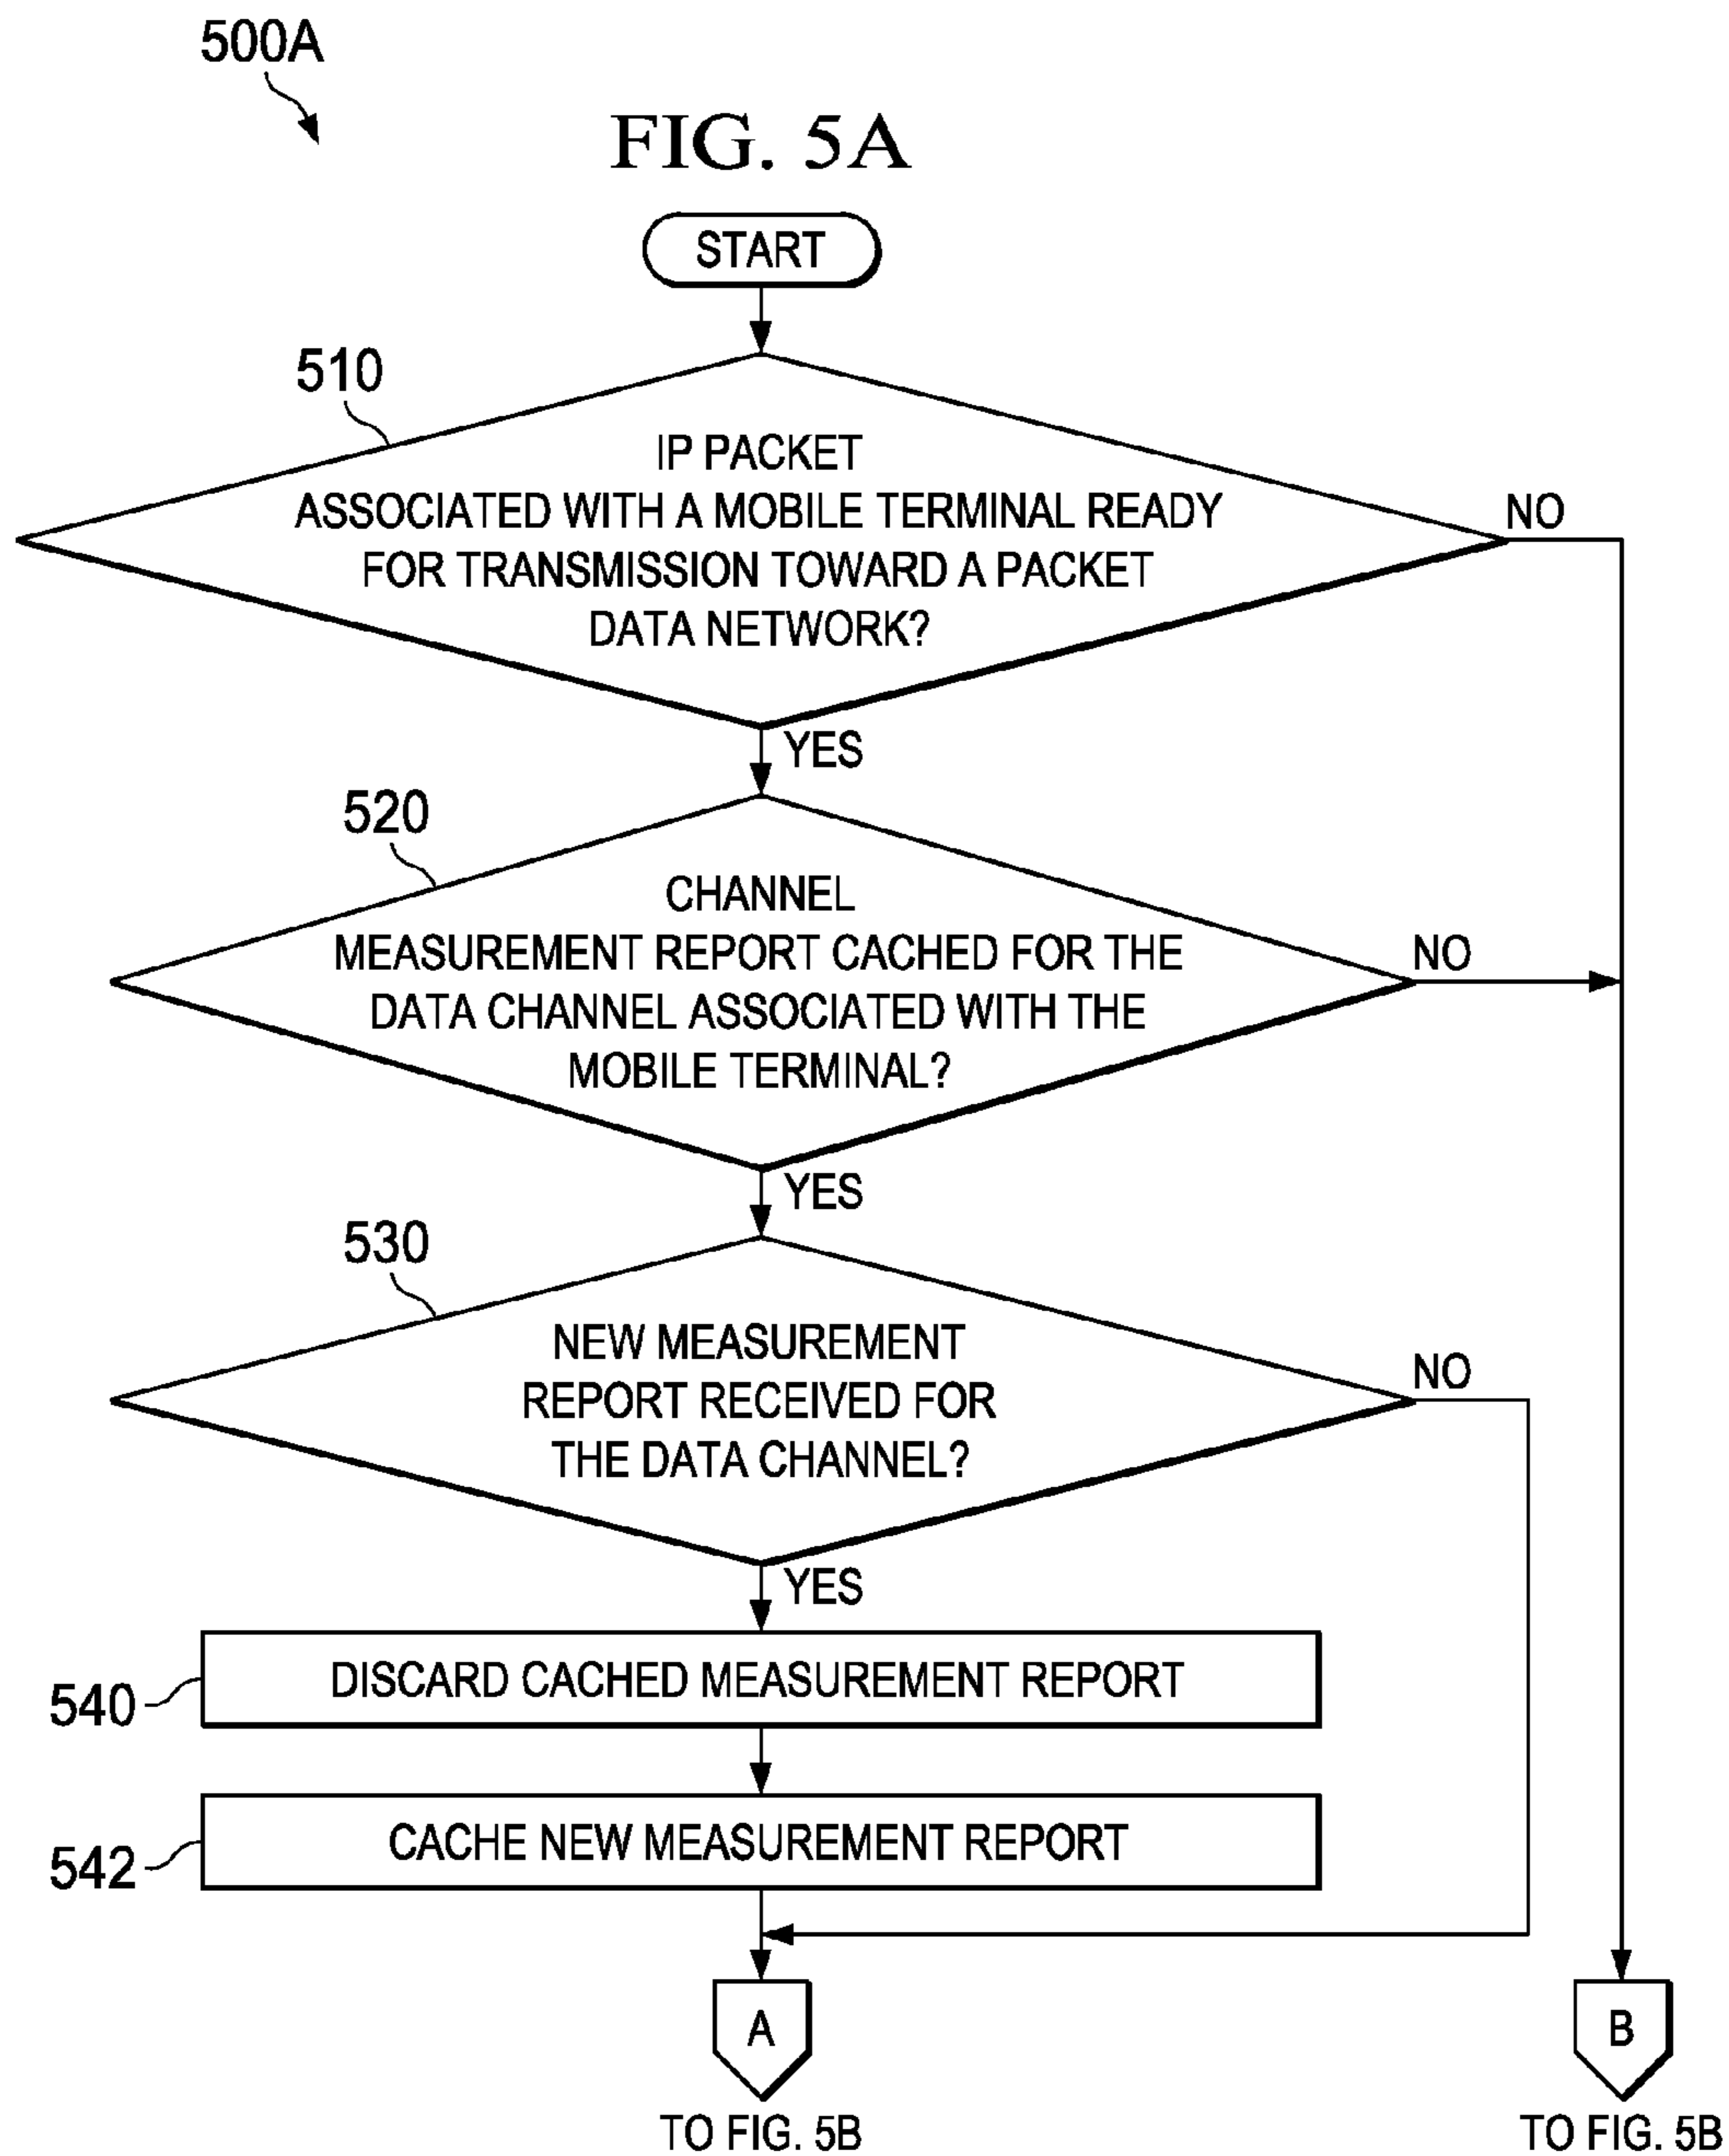 500A
FIG. 5A
START
510
IP PACKET
ASSOCIATED WITH A MOBILE TERMINAL READY
FOR TRANSMISSION TOWARD A PACKET
DATA NETWORK?
NO
YES
520
CHANNEL
MEASUREMENT REPORT CACHED FOR THE
DATA CHANNEL ASSOCIATED WITH THE
MOBILE TERMINAL?
NO
YES
530
NEW MEASUREMENT
REPORT RECEIVED FOR
THE DATA CHANNEL?
NO
YES
540
DISCARD CACHED MEASUREMENT REPORT
542
CACHE NEW MEASUREMENT REPORT
A
TO FIG. 5B
B
TO FIG. 5B